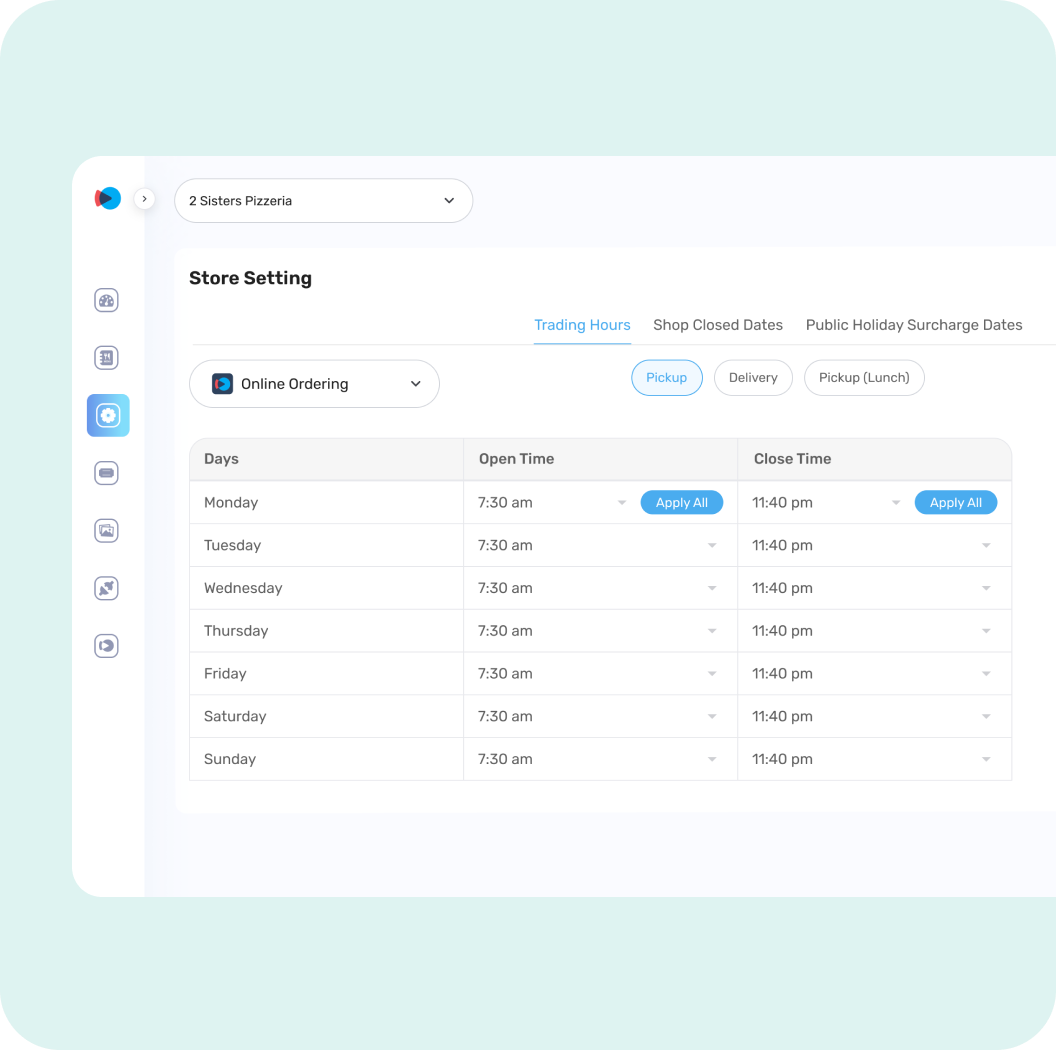 2 Sisters Pizzeria
Store Setting
Trading Hours Shop Closed Dates Public Holiday Surcharge Dates
Online Ordering Pickup Delivery Pickup (Lunch)
Days Open Time Close Time
Monday 7:30 am Apply All 11:40 pm Apply All
Tuesday 7:30 am 11:40 pm
Wednesday 7:30 am 11:40 pm
Thursday 7:30 am 11:40 pm
Friday 7:30 am 11:40 pm
Saturday 7:30 am 11:40 pm
Sunday 7:30 am 11:40 pm